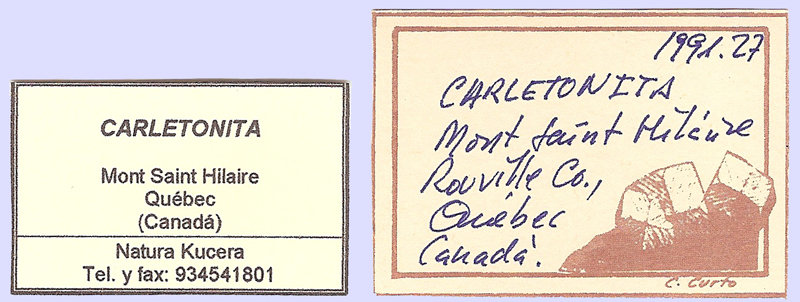 CARLETONITA
Mont Saint Hilaire
Québec
(Canadá)
Natura Kucera
Tel. y fax: 934541801
1991.27
CARLETONITA
Mont Saint Hilaire
Rouville Co.,
Québec
Canadá.
C. Curto